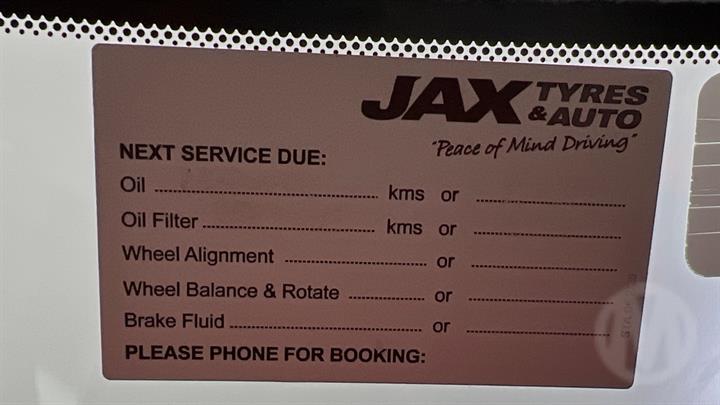 JAX TYRES & AUTO
"Peace of Mind Driving"
NEXT SERVICE DUE:
Oil ........................ kms or ........................
Oil Filter ........................ kms or ........................
Wheel Alignment ........................ or ........................
Wheel Balance & Rotate ............ or ........................
Brake Fluid ........................ or ........................
PLEASE PHONE FOR BOOKING: